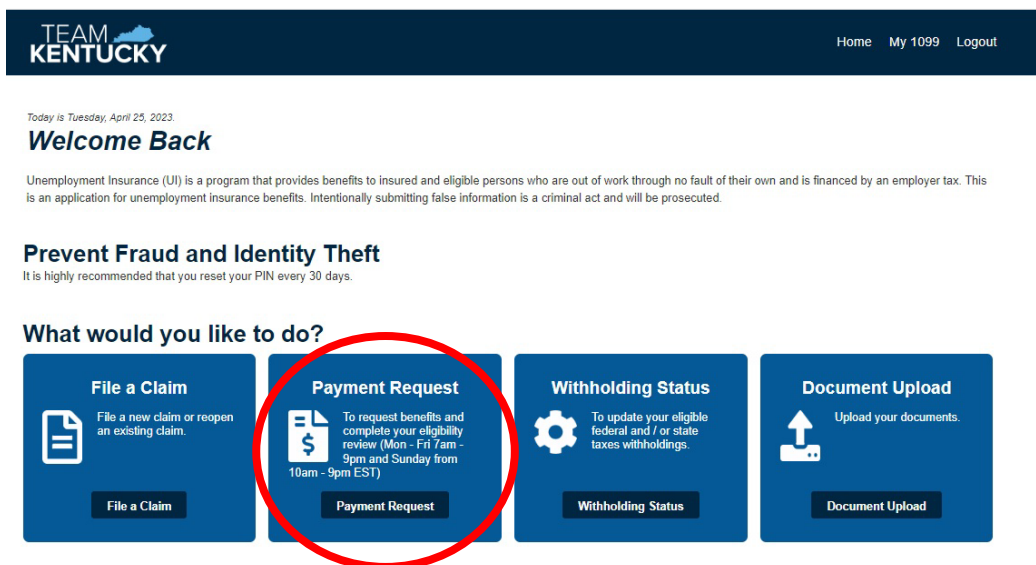 TEAM
KENTUCKY
Home My 1099 Logout
Today is Tuesday, April 25, 2023.
Welcome Back
Unemployment Insurance (UI) is a program that provides benefits to insured and eligible persons who are out of work through no fault of their own and is financed by an employer tax. This
is an application for unemployment insurance benefits. Intentionally submitting false information is a criminal act and will be prosecuted.
Prevent Fraud and Identity Theft
It is highly recommended that you reset your PIN every 30 days.
What would you like to do?
File a Claim
File a new claim or reopen
an existing claim.
File a Claim
Payment Request
$
To request benefits and
complete your eligibility
review (Mon - Fri 7am -
9pm and Sunday from
10am - 9pm EST)
Payment Request
Withholding Status
To update your eligible
federal and / or state
taxes withholdings.
Withholding Status
Document Upload
Upload your documents.
Document Upload